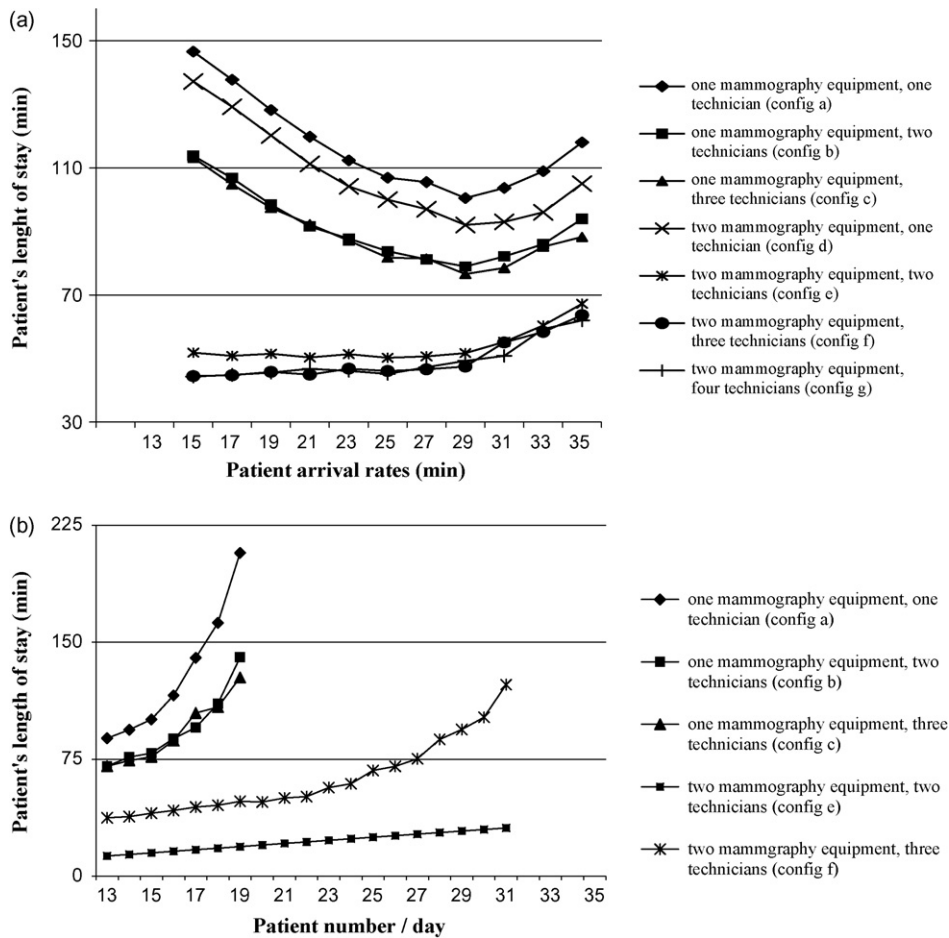 (a)
150
110
70
30
Patient's lenght of stay (min)
13 15 17 19 21 23 25 27 29 31 33 35
Patient arrival rates (min)
one mammography equipment, one
technician (config a)
one mammography equipment, two
technicians (config b)
one mammography equipment,
three technicians (config c)
two mammography equipment, one
technician (config d)
two mammography equipment, two
technicians (config e)
two mammography equipment,
three technicians (config f)
two mammography equipment,
four technicians (config g)
(b)
225
150
75
0
Patient's length of stay (min)
13 15 17 19 21 23 25 27 29 31 33 35
Patient number / day
one mammography equipment, one
technician (config a)
one mammography equipment, two
technicians (config b)
one mammography equipment, three
technicians (config c)
two mammography equipment, two
technicians (config e)
two mammgraphy equipment, three
technicians (config f)